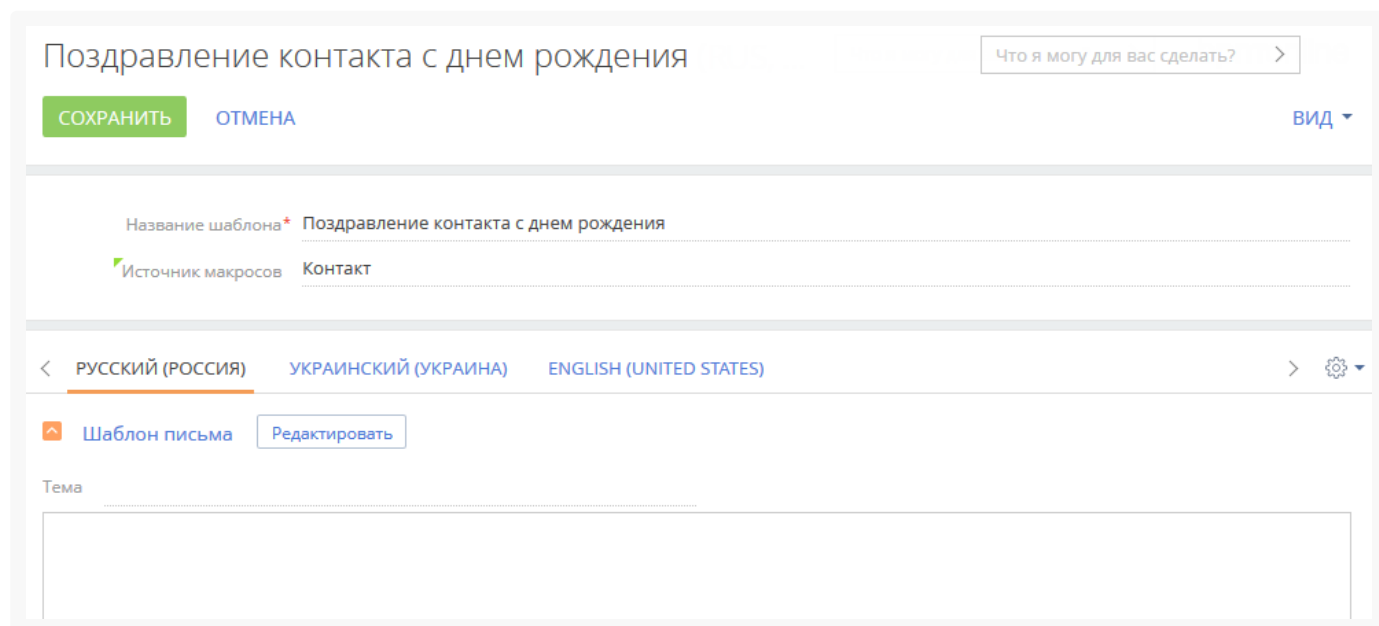 Поздравление контакта с днем рождения
Что я могу для вас сделать?
СОХРАНИТЬ ОТМЕНА ВИД
Название шаблона* Поздравление контакта с днем рождения
Источник макросов Контакт
РУССКИЙ (РОССИЯ) УКРАИНСКИЙ (УКРАИНА) ENGLISH (UNITED STATES)
Шаблон письма Редактировать
Тема